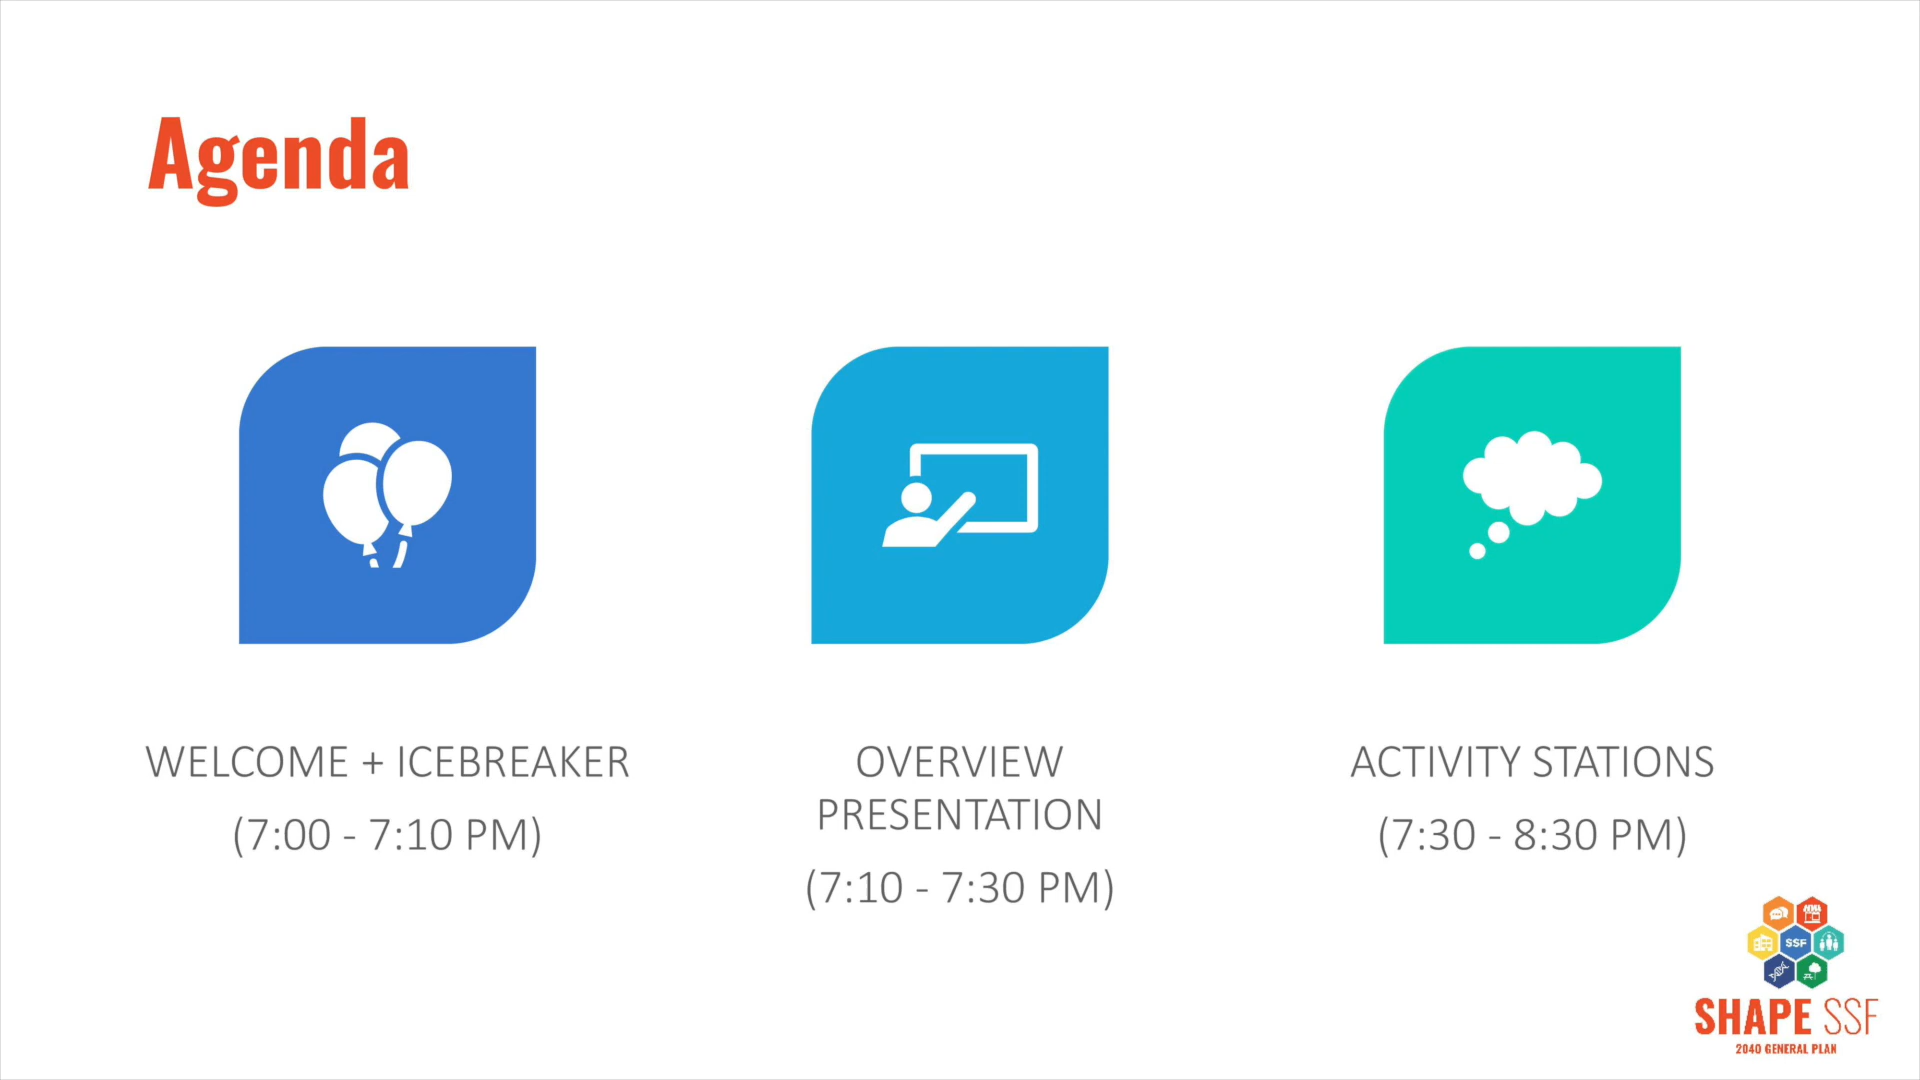 Agenda
WELCOME + ICEBREAKER
(7:00 - 7:10 PM)
OVERVIEW
PRESENTATION
(7:10 - 7:30 PM)
ACTIVITY STATIONS
(7:30 - 8:30 PM)
SSF
SHAPE SSF
2040 GENERAL PLAN